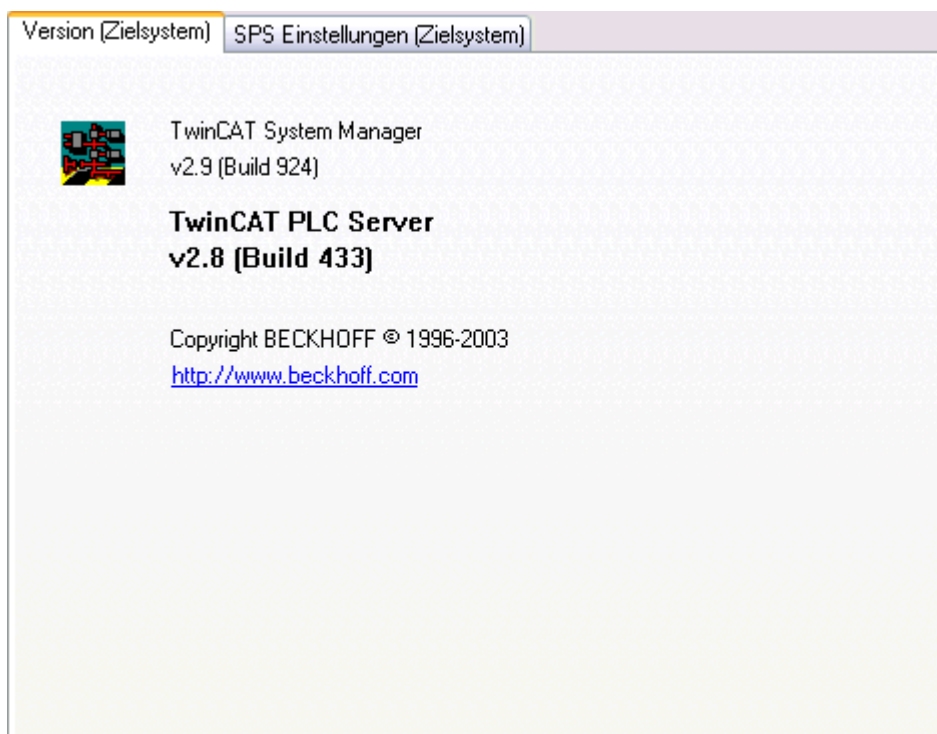 Version (Zielsystem) SPS Einstellungen (Zielsystem)
TwinCAT System Manager
v2.9 (Build 924)
TwinCAT PLC Server
v2.8 (Build 433)
Copyright BECKHOFF © 1996-2003
http://www.beckhoff.com